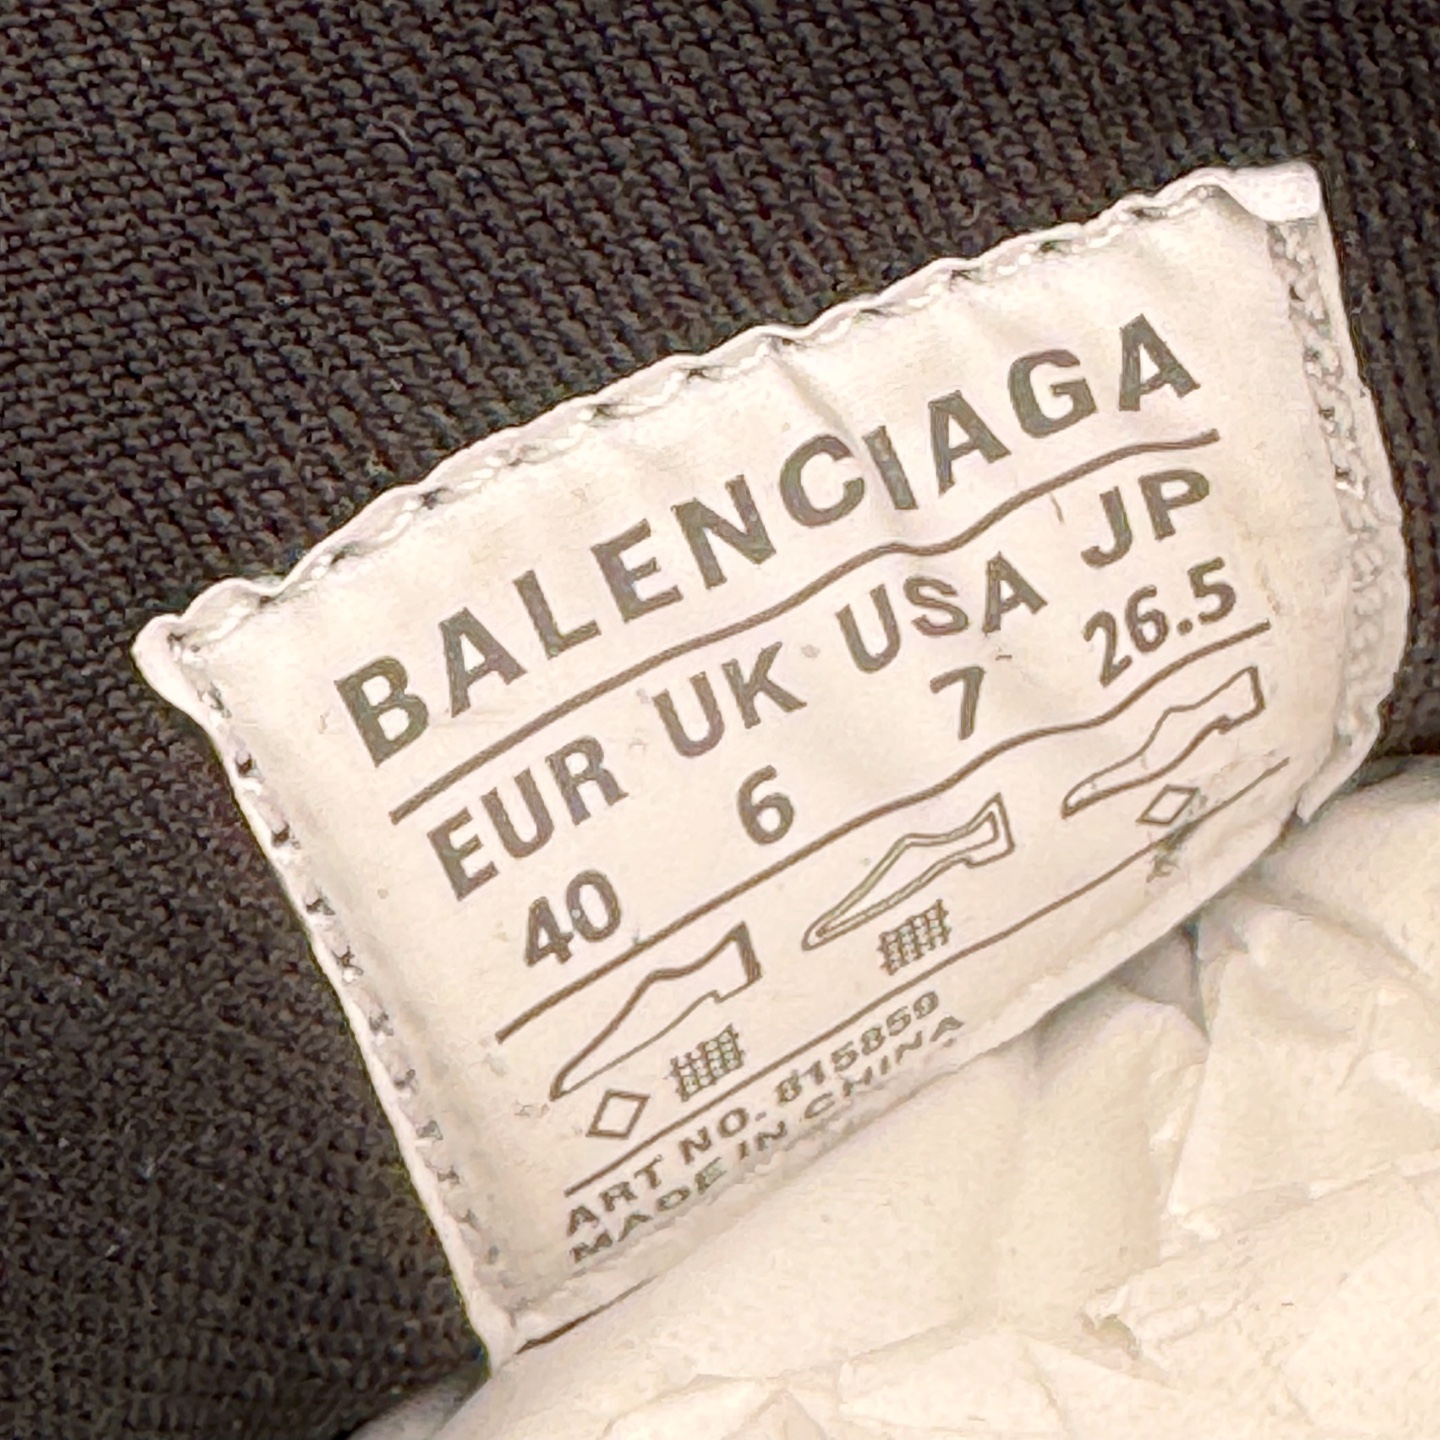 BALENCIAGA
EUR UK USA JP
40 6 7 26.5
ART NO. 815859
MADE IN CHINA